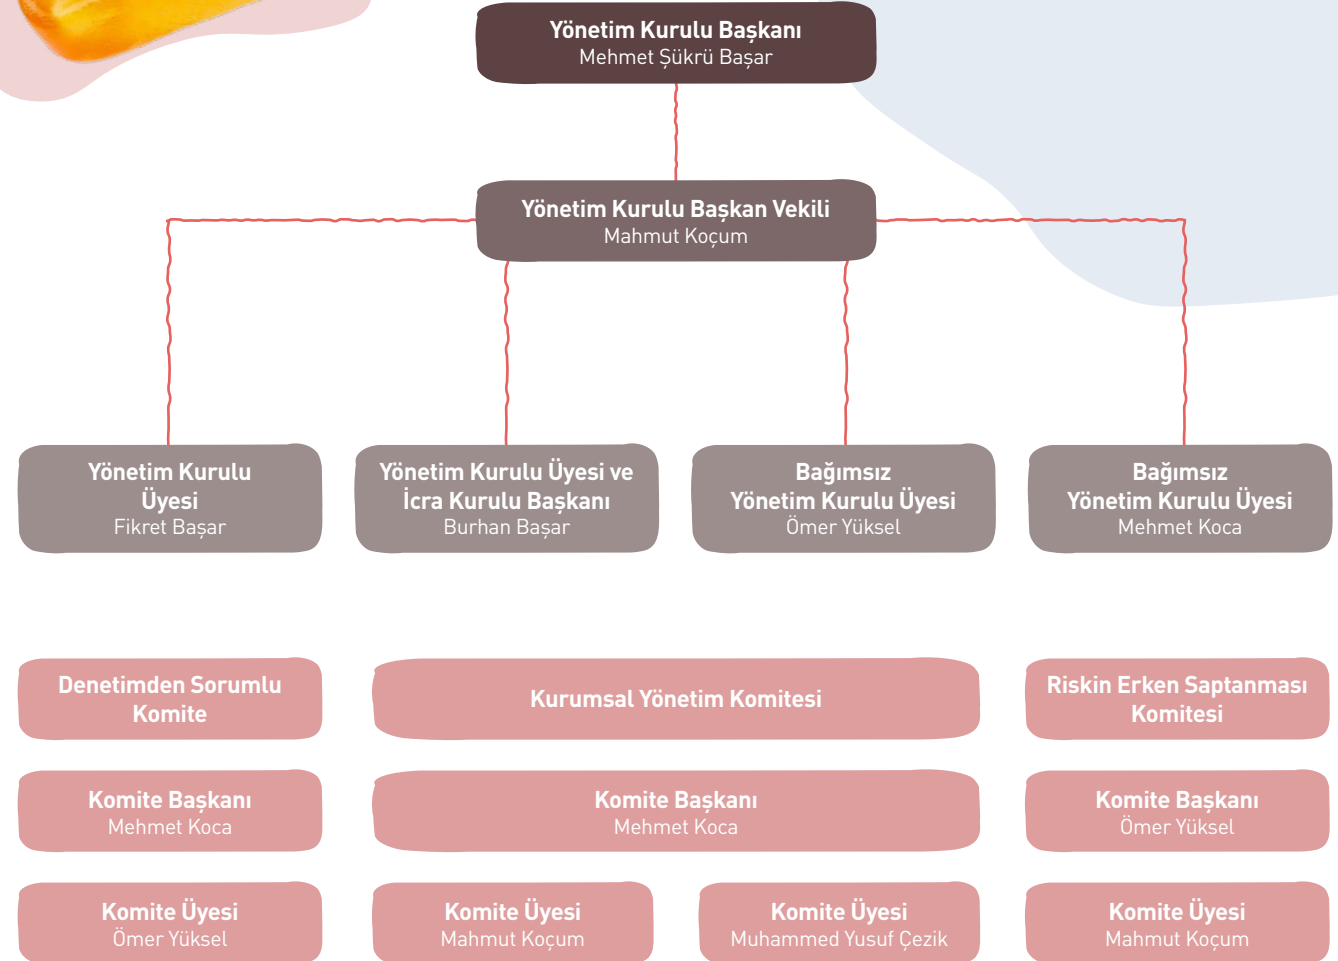 Yönetim Kurulu Başkanı
Mehmet Şükrü Başar
Yönetim Kurulu Başkan Vekili
Mahmut Koçum
Yönetim Kurulu
Üyesi
Fikret Başar
Yönetim Kurulu Üyesi ve
İcra Kurulu Başkanı
Burhan Başar
Bağımsız
Yönetim Kurulu Üyesi
Ömer Yüksel
Bağımsız
Yönetim Kurulu Üyesi
Mehmet Koca
Denetimden Sorumlu
Komite
Kurumsal Yönetim Komitesi
Riskin Erken Saptanması
Komitesi
Komite Başkanı
Mehmet Koca
Komite Başkanı
Mehmet Koca
Komite Başkanı
Ömer Yüksel
Komite Üyesi
Ömer Yüksel
Komite Üyesi
Mahmut Koçum
Komite Üyesi
Muhammed Yusuf Çezik
Komite Üyesi
Mahmut Koçum